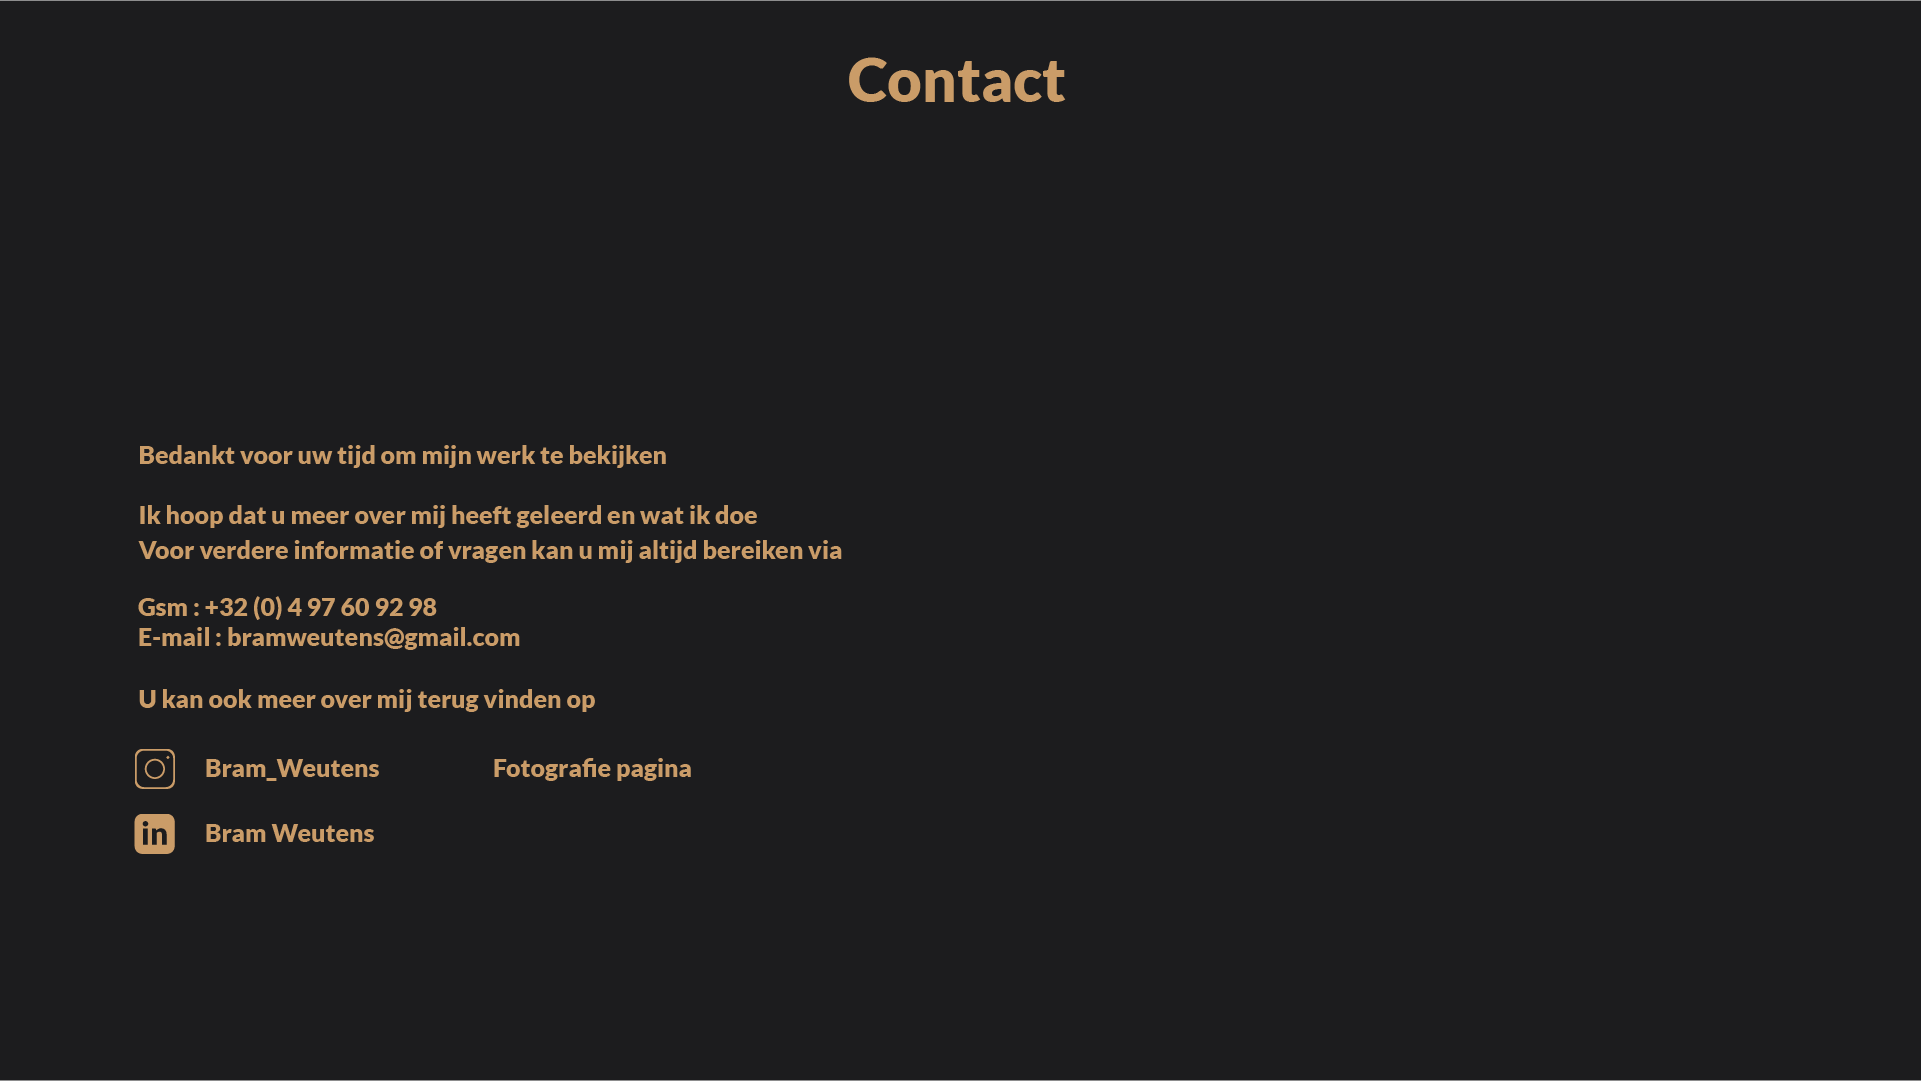 Contact
Bedankt voor uw tijd om mijn werk te bekijken
Ik hoop dat u meer over mij heeft geleerd en wat ik doe
Voor verdere informatie of vragen kan u mij altijd bereiken via
Gsm : +32 (0) 4 97 60 92 98
E-mail : bramweutens@gmail.com
U kan ook meer over mij terug vinden op
Bram_Weutens Fotografie pagina
in Bram Weutens